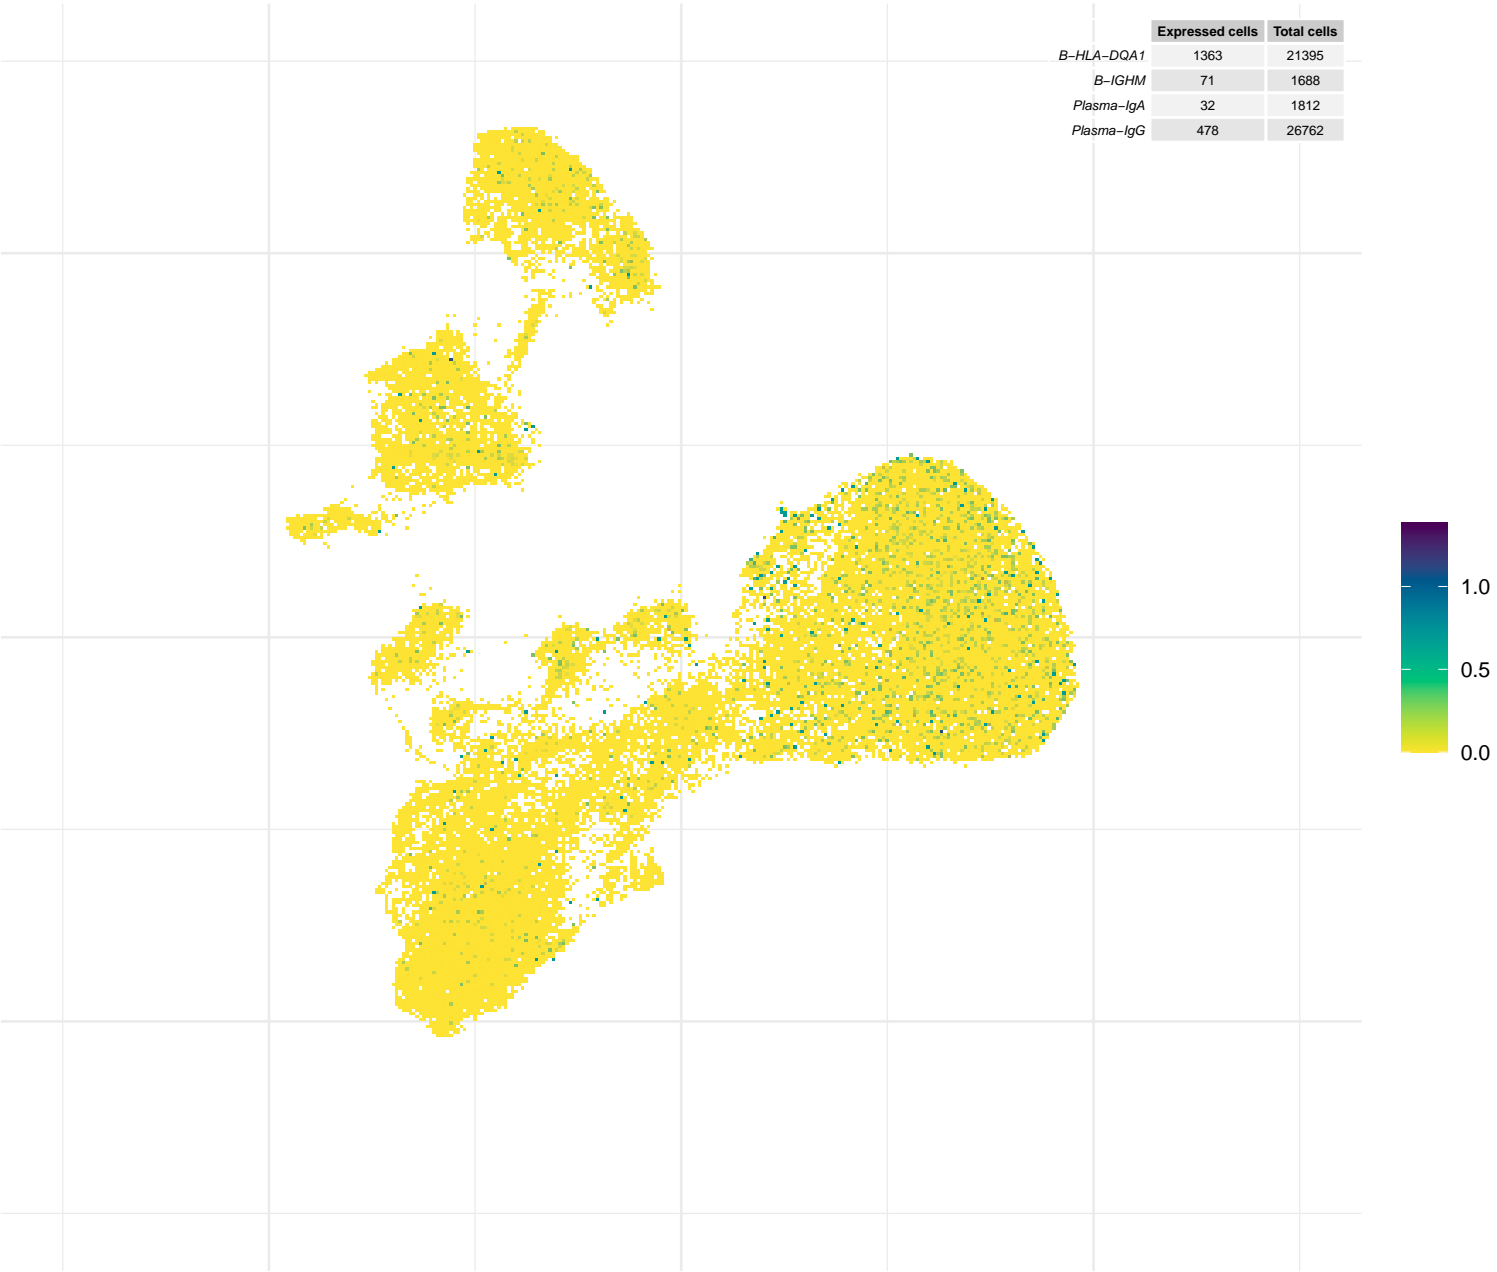 Expressed cells Total cells
B−HLA−DQA1 1363 21395
B−IGHM 71 1688
Plasma−IgA 32 1812
Plasma−IgG 478 26762
1.0
0.5
0.0